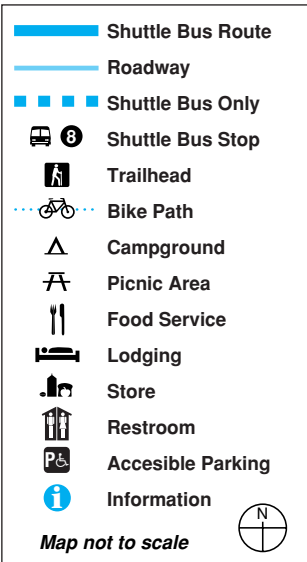 Shuttle Bus Route
Roadway
Shuttle Bus Only
8 Shuttle Bus Stop
Trailhead
Bike Path
Campground
Picnic Area
Food Service
Lodging
Store
Restroom
P Accesible Parking
i Information
N
Map not to scale